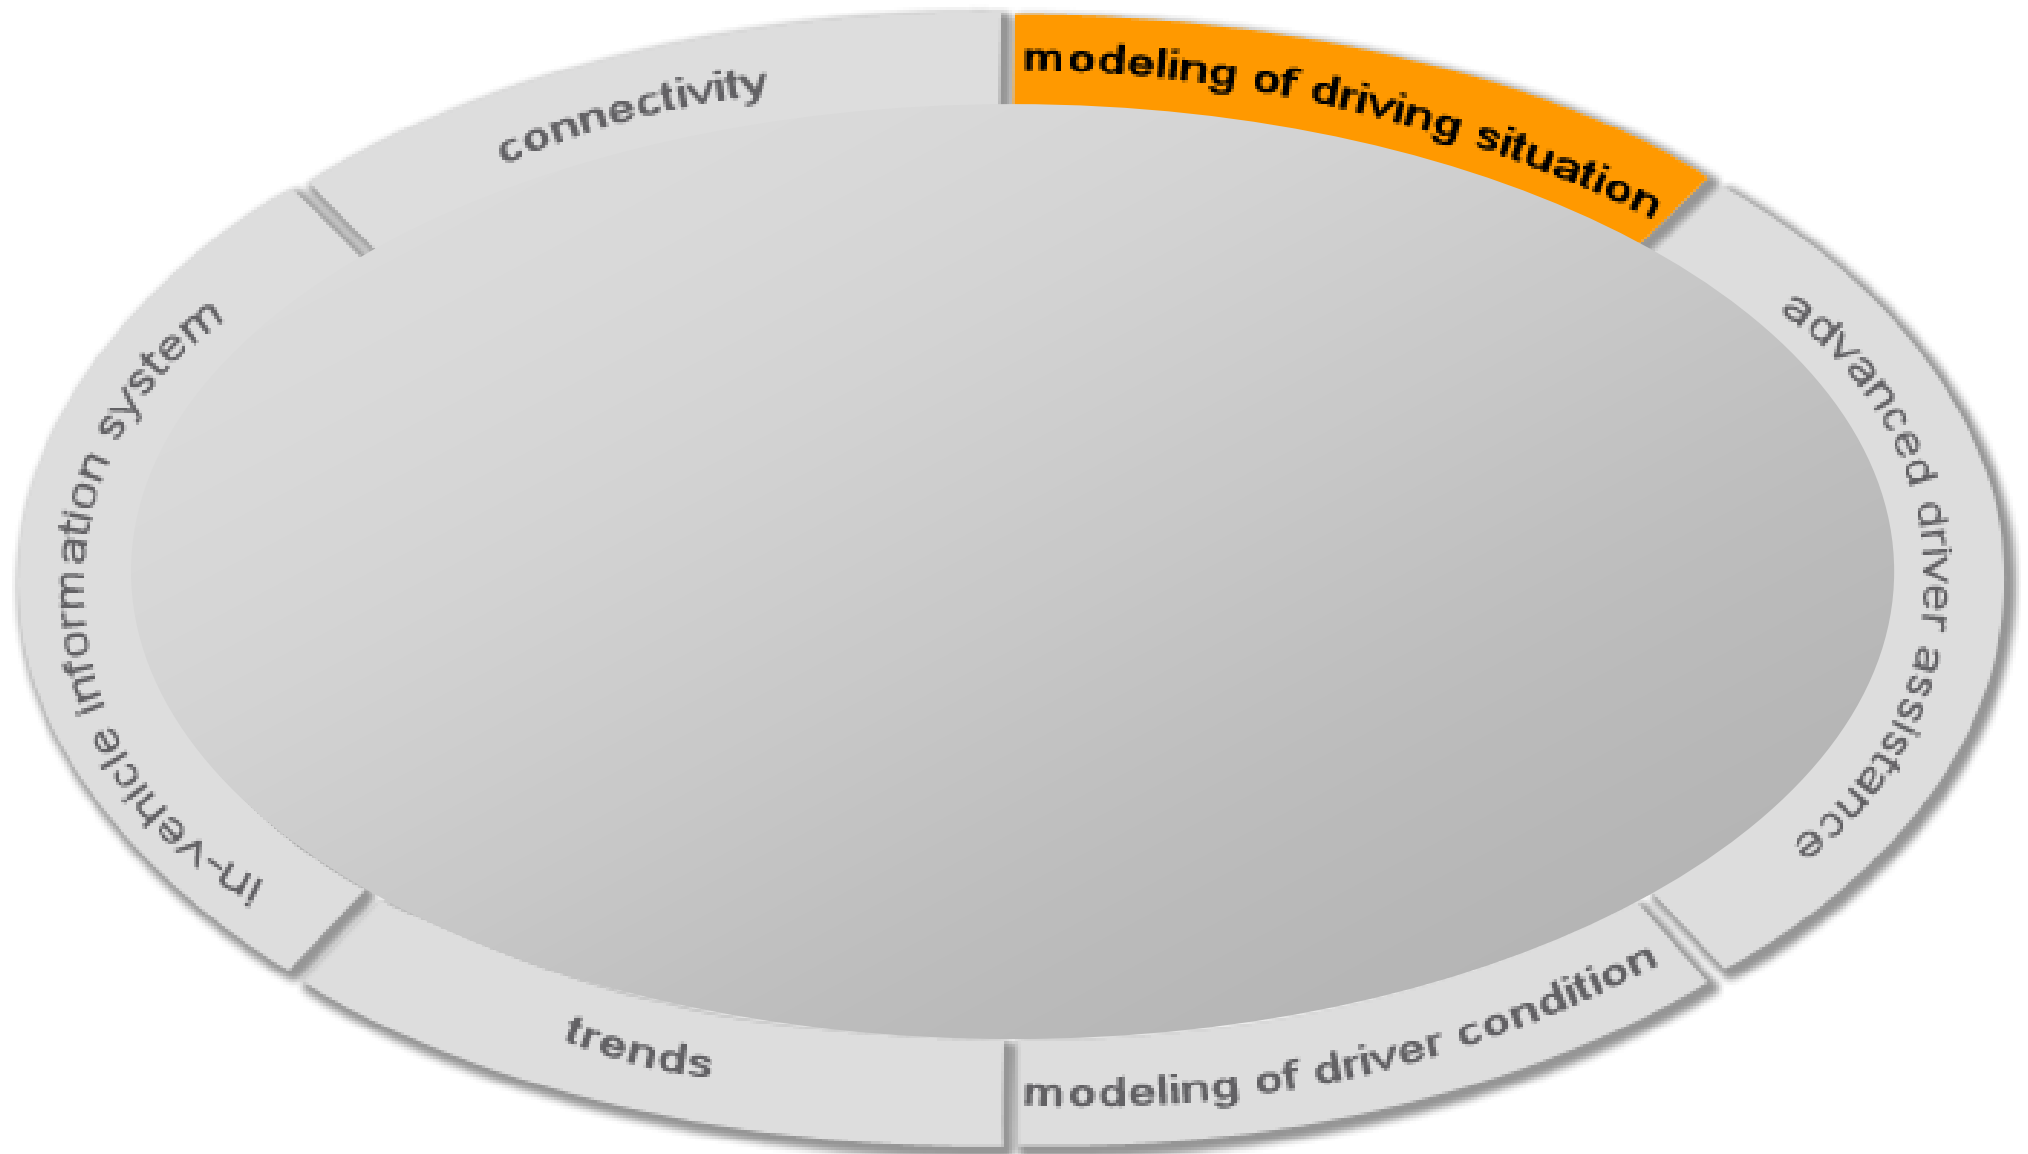 connectivity
modeling of driving situation
advanced driver assistance
in-vehicle information system
trends
modeling of driver condition